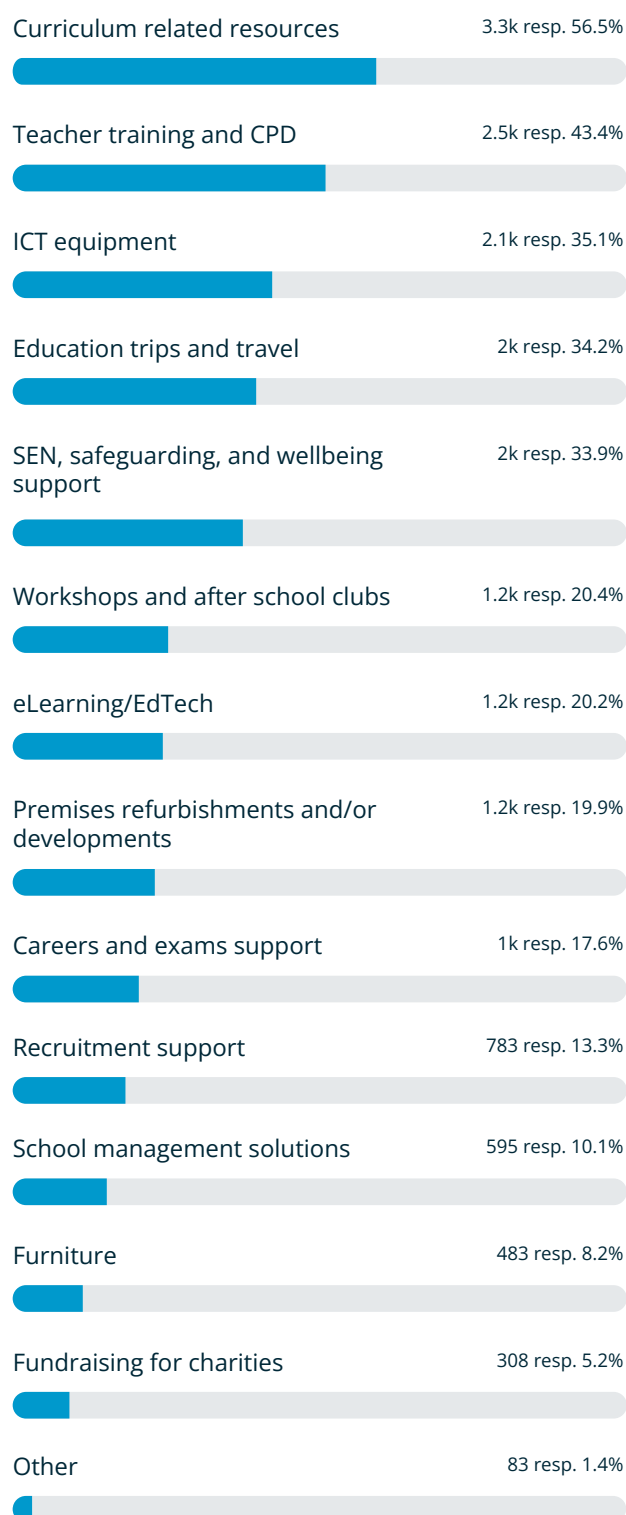 Curriculum related resources 3.3k resp. 56.5%
Teacher training and CPD 2.5k resp. 43.4%
ICT equipment 2.1k resp. 35.1%
Education trips and travel 2k resp. 34.2%
SEN, safeguarding, and wellbeing 2k resp. 33.9%
support
Workshops and after school clubs 1.2k resp. 20.4%
eLearning/EdTech 1.2k resp. 20.2%
Premises refurbishments and/or 1.2k resp. 19.9%
developments
Careers and exams support 1k resp. 17.6%
Recruitment support 783 resp. 13.3%
School management solutions 595 resp. 10.1%
Furniture 483 resp. 8.2%
Fundraising for charities 308 resp. 5.2%
Other 83 resp. 1.4%